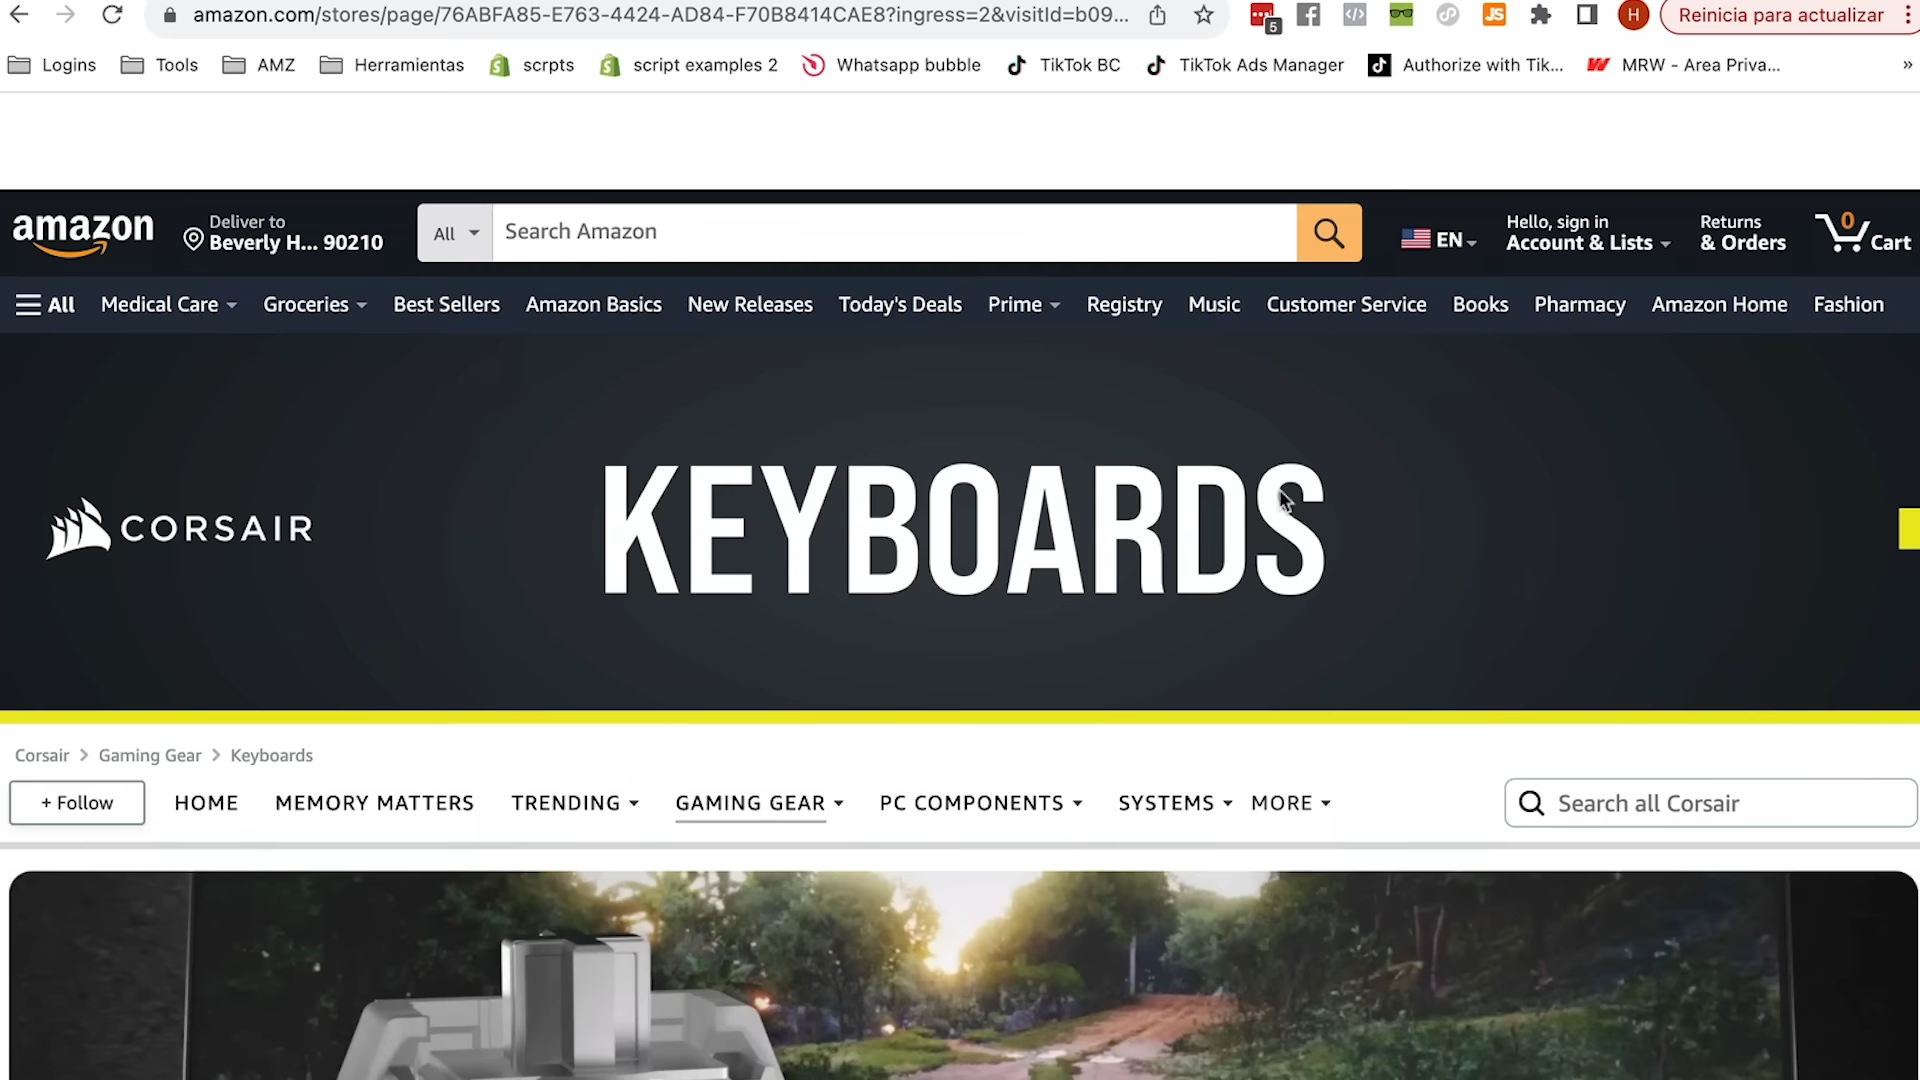 amazon.com/stores/page/76ABFA85-E763-4424-AD84-F70B8414CAE8?ingress=2&visitId=b09...
5
JS
H
Reinicia para actualizar
Logins
Tools
AMZ
Herramientas
scrpts
script examples 2
Whatsapp bubble
TikTok BC
TikTok Ads Manager
Authorize with Tik...
MRW - Area Priva...
»
amazon
Deliver to
Beverly H... 90210
All
Search Amazon
EN
Hello, sign in
Account & Lists
Returns
& Orders
0
Cart
All
Medical Care
Groceries
Best Sellers
Amazon Basics
New Releases
Today's Deals
Prime
Registry
Music
Customer Service
Books
Pharmacy
Amazon Home
Fashion
CORSAIR
KEYBOARDS
Corsair > Gaming Gear > Keyboards
+ Follow
HOME
MEMORY MATTERS
TRENDING
GAMING GEAR
PC COMPONENTS
SYSTEMS
MORE
Search all Corsair